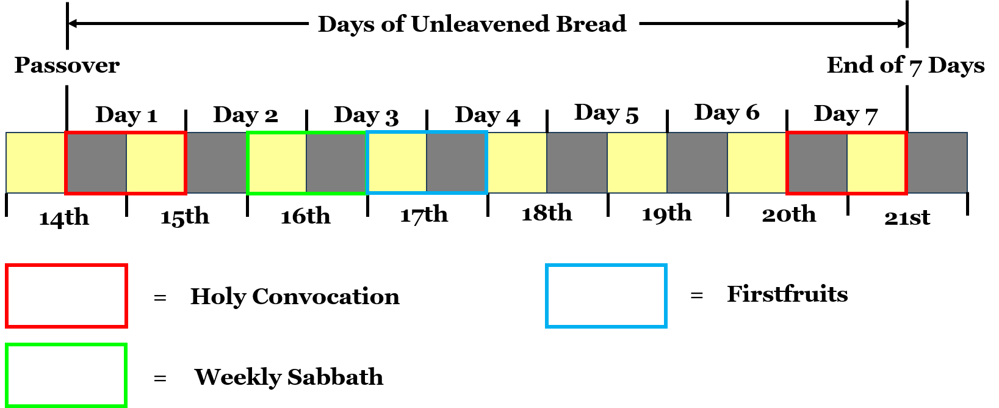 Days of Unleavened Bread
Passover
End of 7 Days
Day 1
Day 2
Day 3
Day 4
Day 5
Day 6
Day 7
14th
15th
16th
17th
18th
19th
20th
21st
= Holy Convocation
= Firstfruits
= Weekly Sabbath